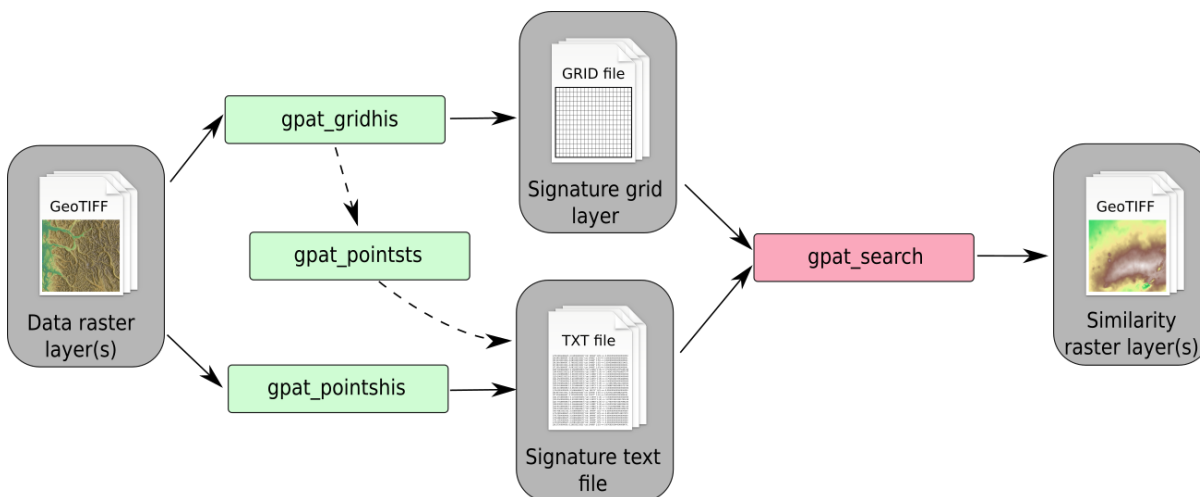 GeoTIFF
Data raster
layer(s)
gpat_gridhis
gpat_pointsts
gpat_pointshis
GRID file
Signature grid
layer
TXT file
Signature text
file
gpat_search
GeoTIFF
Similarity
raster layer(s)